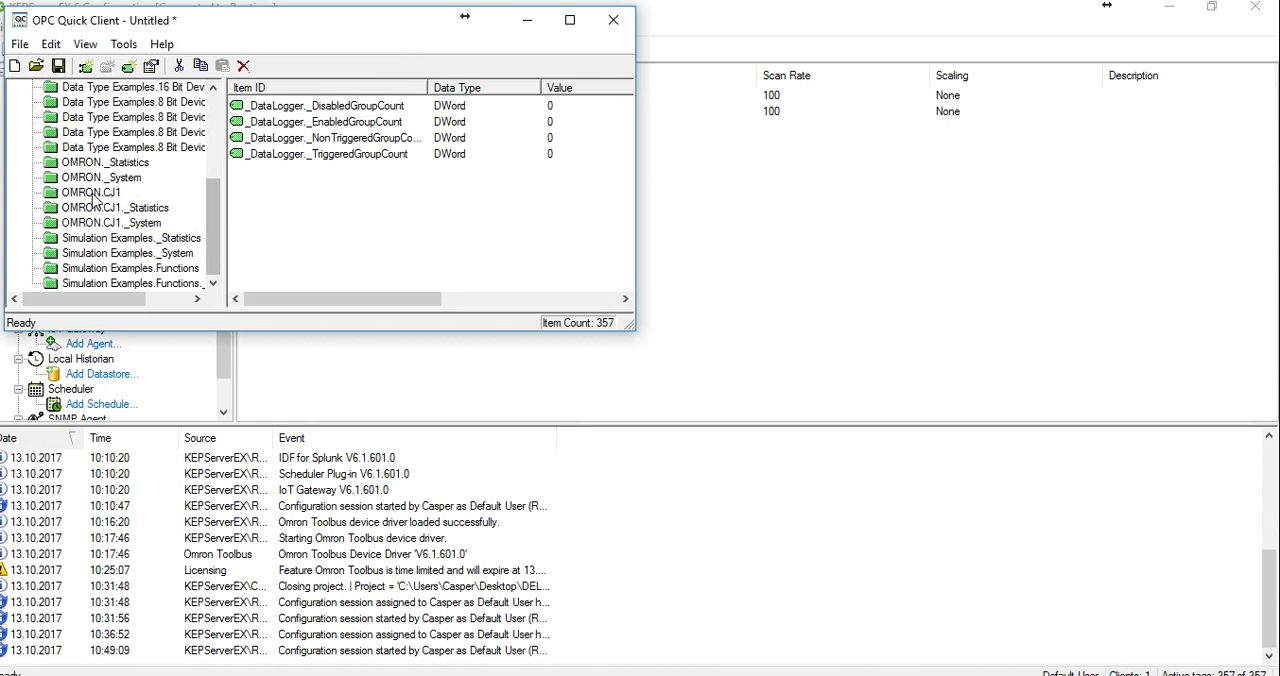 OPC Quick Client - Untitled *
File Edit View Tools Help
Data Type Examples.16 Bit Dev
Data Type Examples.8 Bit Devic
Data Type Examples.8 Bit Devic
Data Type Examples.8 Bit Devic
Data Type Examples.8 Bit Devic
OMRON._Statistics
OMRON._System
OMRON.CJ1
OMRON.CJ1._Statistics
OMRON.CJ1._System
Simulation Examples._Statistics
Simulation Examples._System
Simulation Examples.Functions
Simulation Examples.Functions._
Item ID Data Type Value
_DataLogger._DisabledGroupCount DWord 0
_DataLogger._EnabledGroupCount DWord 0
_DataLogger._NonTriggeredGroupCo... DWord 0
_DataLogger._TriggeredGroupCount DWord 0
Ready Item Count: 357
Scan Rate Scaling Description
100 None
100 None
Add Agent...
Local Historian
Add Datastore...
Scheduler
Add Schedule...
SNMP Agent
Date Time Source Event
13.10.2017 10:10:20 KEPServerEX\R... IDF for Splunk V6.1.601.0
13.10.2017 10:10:20 KEPServerEX\R... Scheduler Plug-in V6.1.601.0
13.10.2017 10:10:20 KEPServerEX\R... IoT Gateway V6.1.601.0
13.10.2017 10:10:47 KEPServerEX\R... Configuration session started by Casper as Default User (R...
13.10.2017 10:16:20 KEPServerEX\R... Omron Toolbus device driver loaded successfully.
13.10.2017 10:17:46 KEPServerEX\R... Starting Omron Toolbus device driver.
13.10.2017 10:17:46 Omron Toolbus Omron Toolbus Device Driver 'V6.1.601.0'
13.10.2017 10:25:07 Licensing Feature Omron Toolbus is time limited and will expire at 13....
13.10.2017 10:31:48 KEPServerEX\C... Closing project. | Project = 'C:\Users\Casper\Desktop\DEL...
13.10.2017 10:31:48 KEPServerEX\R... Configuration session assigned to Casper as Default User h...
13.10.2017 10:31:56 KEPServerEX\R... Configuration session started by Casper as Default User (R...
13.10.2017 10:36:52 KEPServerEX\R... Configuration session assigned to Casper as Default User h...
13.10.2017 10:49:09 KEPServerEX\R... Configuration session started by Casper as Default User (R...
eady Default User Clients: 1 Active tags: 357 of 357